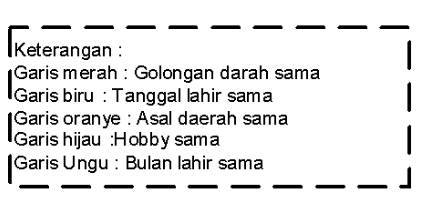 Keterangan :
Garis merah : Golongan darah sama
Garis biru : Tanggal lahir sama
Garis oranye : Asal daerah sama
Garis hijau :Hobby sama
Garis Ungu : Bulan lahir sama